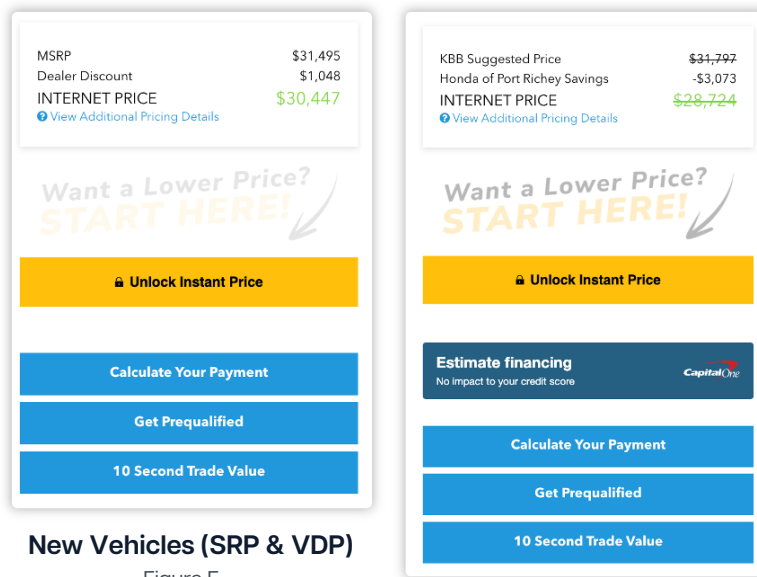 MSRP $31,495
Dealer Discount $1,048
INTERNET PRICE $30,447
View Additional Pricing Details
Want a Lower Price?
START HERE!
Unlock Instant Price
Calculate Your Payment
Get Prequalified
10 Second Trade Value
New Vehicles (SRP & VDP)
KBB Suggested Price $31,797
Honda of Port Richey Savings -$3,073
INTERNET PRICE $28,724
View Additional Pricing Details
Want a Lower Price?
START HERE!
Unlock Instant Price
Estimate financing
No impact to your credit score
Capital One
Calculate Your Payment
Get Prequalified
10 Second Trade Value